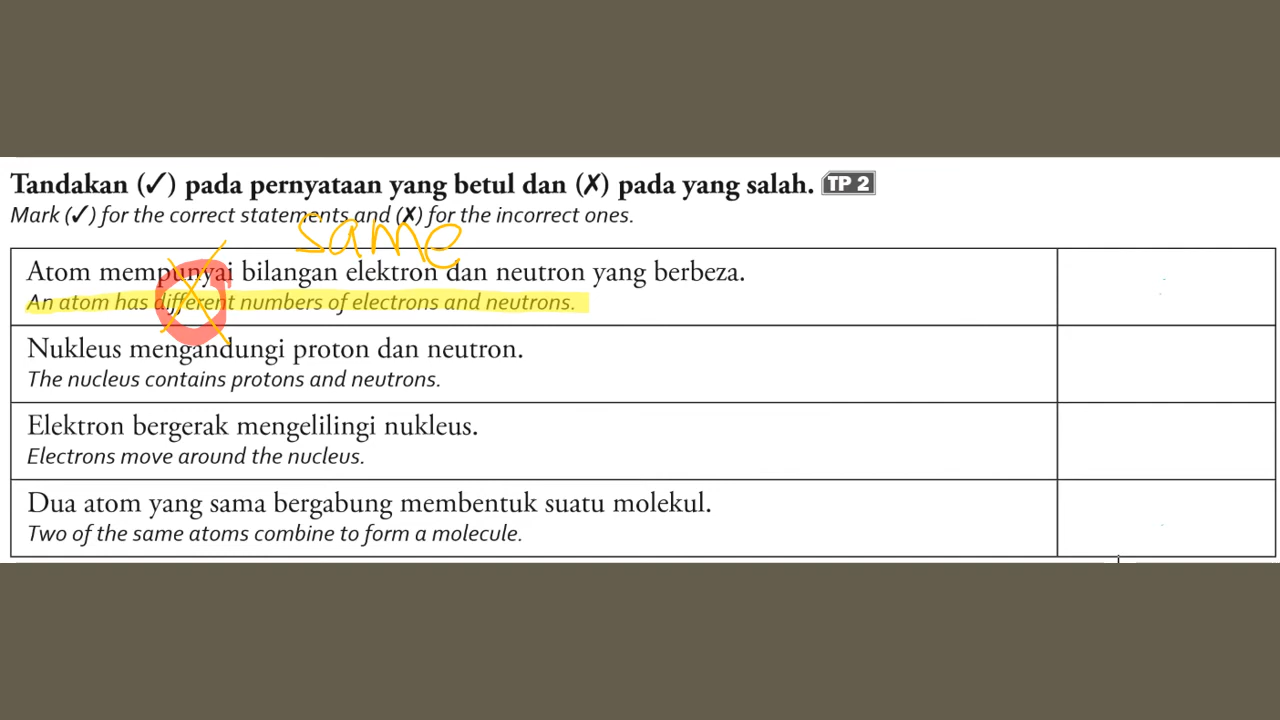 Tandakan (✓) pada pernyataan yang betul dan (✗) pada yang salah. TP 2
Mark (✓) for the correct statements and (✗) for the incorrect ones.
same
Atom mempunyai bilangan elektron dan neutron yang berbeza.
An atom has different numbers of electrons and neutrons.
Nukleus mengandungi proton dan neutron.
The nucleus contains protons and neutrons.
Elektron bergerak mengelilingi nukleus.
Electrons move around the nucleus.
Dua atom yang sama bergabung membentuk suatu molekul.
Two of the same atoms combine to form a molecule.